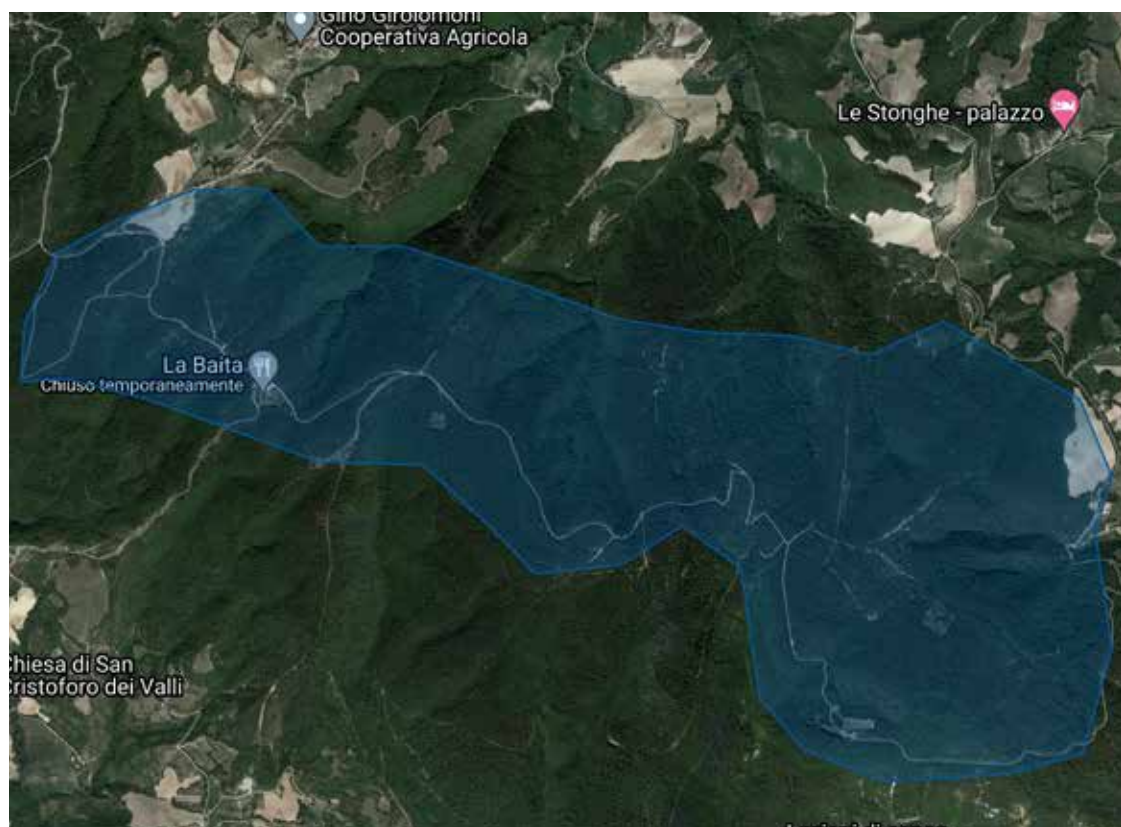 Gino Girolomoni
Cooperativa Agricola
Le Stonghe - palazzo
La Baita
Chiuso temporaneamente
Chiesa di San
Cristoforo dei Valli